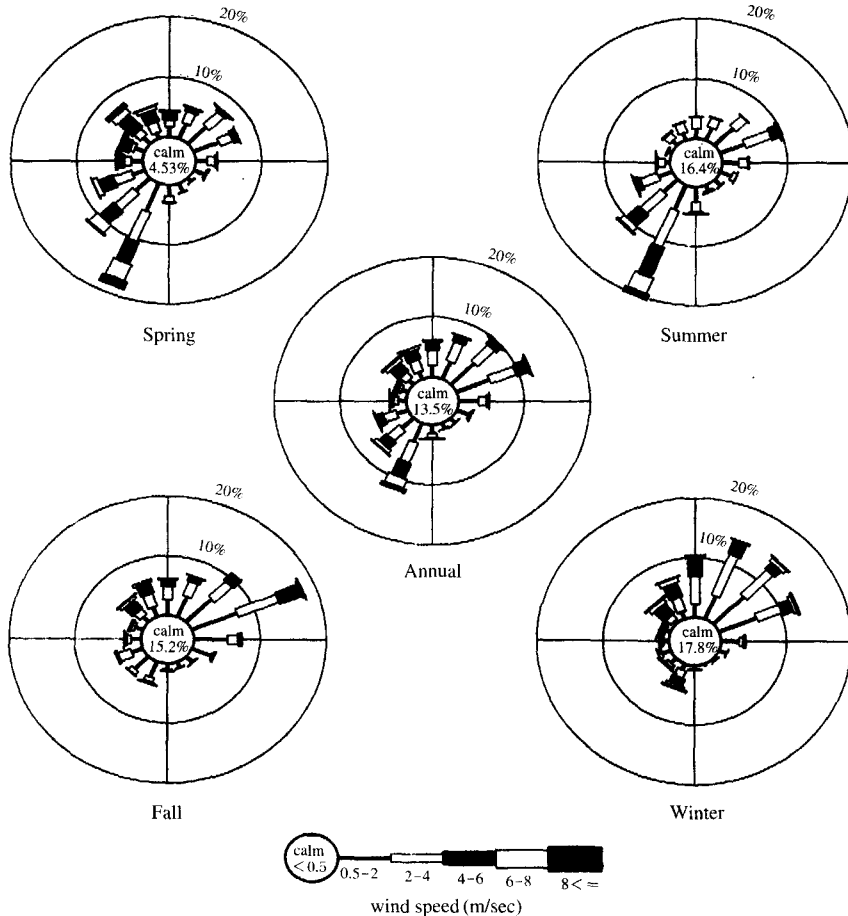 20%
10%
calm
4.53%
Spring
20%
10%
calm
16.4%
Summer
20%
10%
calm
13.5%
Annual
20%
10%
calm
15.2%
Fall
20%
10%
calm
17.8%
Winter
calm
<0.5
0.5-2 2-4 4-6 6-8 8< =
wind speed (m/sec)